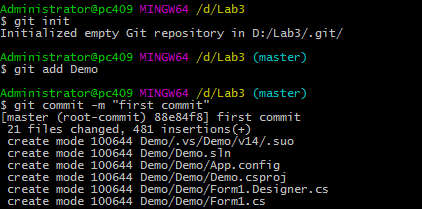 Administrator@pc409 MINGW64 /d/Lab3
$ git init
Initialized empty Git repository in D:/Lab3/.git/
Administrator@pc409 MINGW64 /d/Lab3 (master)
$ git add Demo
Administrator@pc409 MINGW64 /d/Lab3 (master)
$ git commit -m "first commit"
[master (root-commit) 88e84f8] first commit
 21 files changed, 481 insertions(+)
 create mode 100644 Demo/.vs/Demo/v14/.suo
 create mode 100644 Demo/Demo.sln
 create mode 100644 Demo/Demo/App.config
 create mode 100644 Demo/Demo/Demo.csproj
 create mode 100644 Demo/Demo/Form1.Designer.cs
 create mode 100644 Demo/Demo/Form1.cs